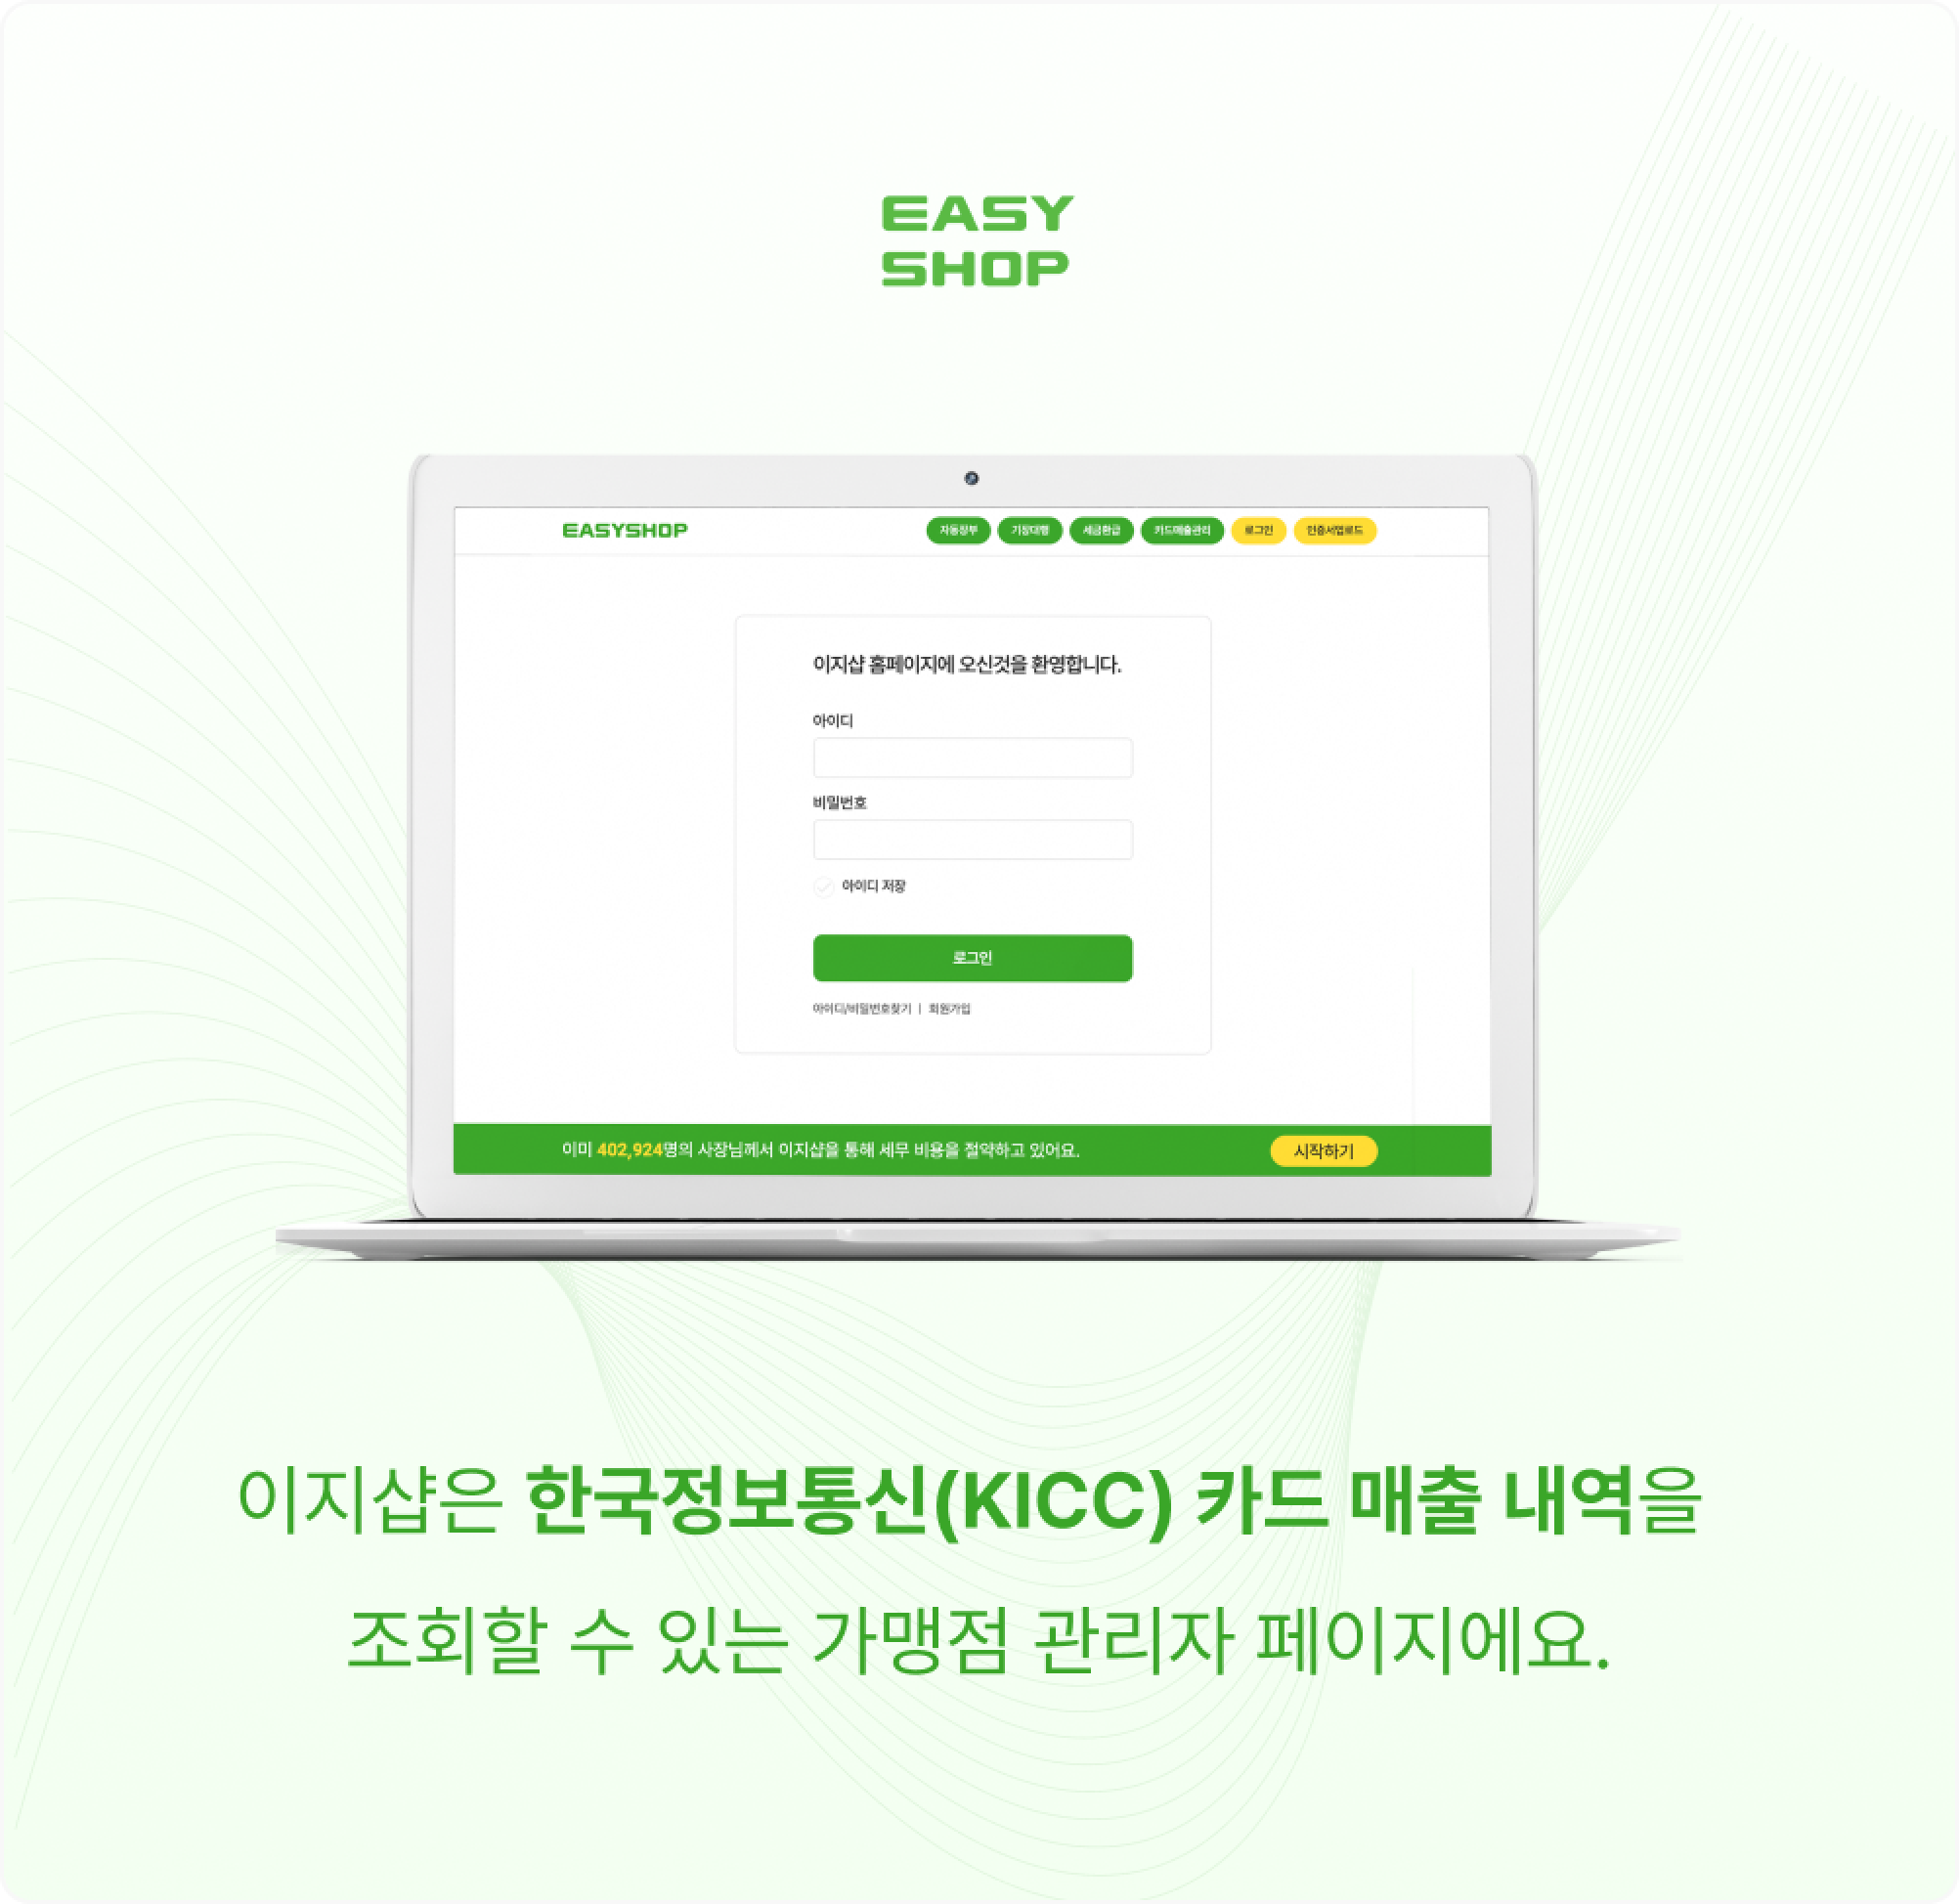 EASY
SHOP
EASYSHOP
자동장부 기장대행 세금환급 카드매출관리 로그인 인증서업로드
이지샵 홈페이지에 오신것을 환영합니다.
아이디
비밀번호
아이디 저장
로그인
아이디/비밀번호찾기 | 회원가입
이미 402,924명의 사장님께서 이지샵을 통해 세무 비용을 절약하고 있어요. 시작하기
이지샵은 한국정보통신(KICC) 카드 매출 내역을
조회할 수 있는 가맹점 관리자 페이지에요.